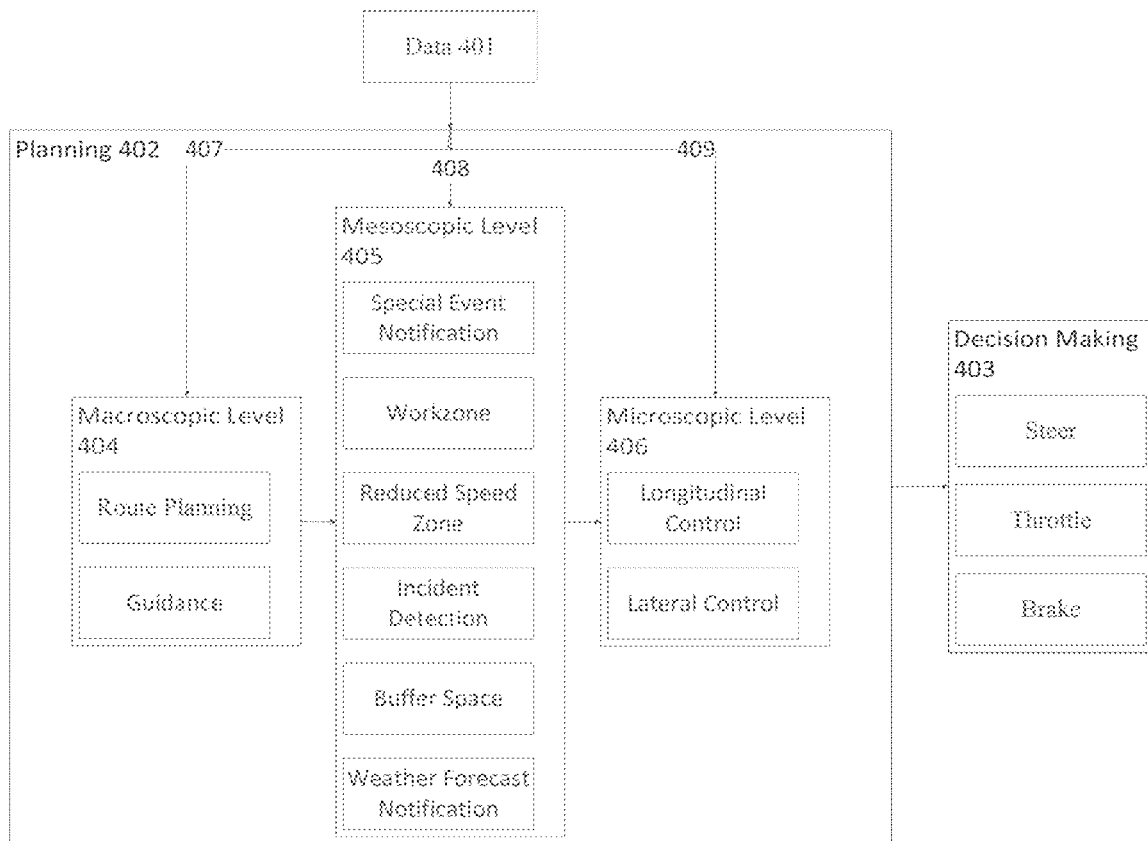 Data 401
Planning 402
407
408
409
Mesoscopic Level
405
Special Event
Notification
Workzone
Reduced Speed
Zone
Incident
Detection
Buffer Space
Weather Forecast
Notification
Macroscopic Level
404
Route Planning
Guidance
Microscopic Level
406
Longitudinal
Control
Lateral Control
Decision Making
403
Steer
Throttle
Brake